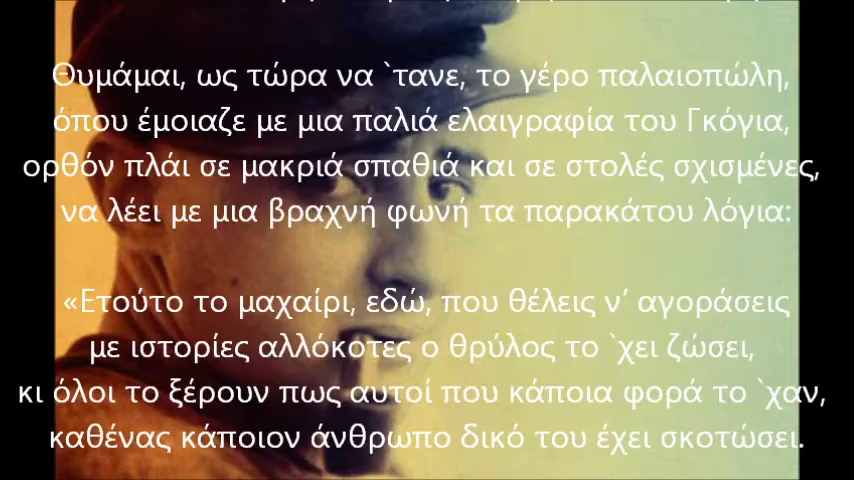 Θυμάμαι, ως τώρα να `τανε, το γέρο παλαιοπώλη,
όπου έμοιαζε με μια παλιά ελαιγραφία του Γκόγια,
ορθόν πλάι σε μακριά σπαθιά και σε στολές σχισμένες,
να λέει με μια βραχνή φωνή τα παρακάτου λόγια:
«Ετούτο το μαχαίρι, εδώ, που θέλεις ν’ αγοράσεις
με ιστορίες αλλόκοτες ο θρύλος το `χει ζώσει,
κι όλοι το ξέρουν πως αυτοί που κάποια φορά το `χαν,
καθένας κάποιον άνθρωπο δικό του έχει σκοτώσει.